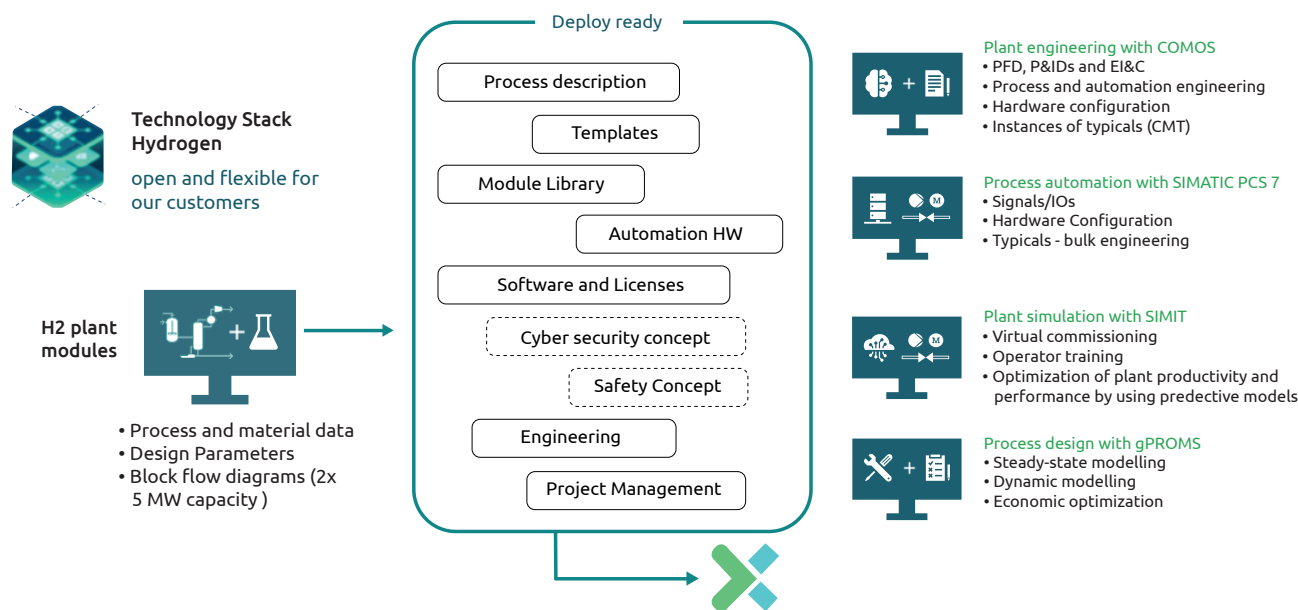 Technology Stack
Hydrogen
open and flexible for
our customers
H2 plant
modules
• Process and material data
• Design Parameters
• Block flow diagrams (2x
5 MW capacity )
Deploy ready
Process description
Templates
Module Library
Automation HW
Software and Licenses
Cyber security concept
Safety Concept
Engineering
Project Management
Plant engineering with COMOS
• PFD, P&IDs and EI&C
• Process and automation engineering
• Hardware configuration
• Instances of typicals (CMT)
Process automation with SIMATIC PCS 7
• Signals/IOs
• Hardware Configuration
• Typicals - bulk engineering
M
Plant simulation with SIMIT
• Virtual commissioning
• Operator training
• Optimization of plant productivity and
performance by using predective models
M
Process design with gPROMS
• Steady-state modelling
• Dynamic modelling
• Economic optimization